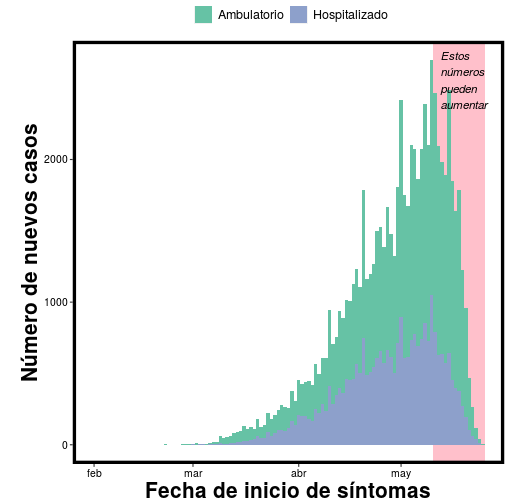 Ambulatorio Hospitalizado
Estos
números
pueden
aumentar
2000
1000
0
Número de nuevos casos
feb mar abr may
Fecha de inicio de síntomas